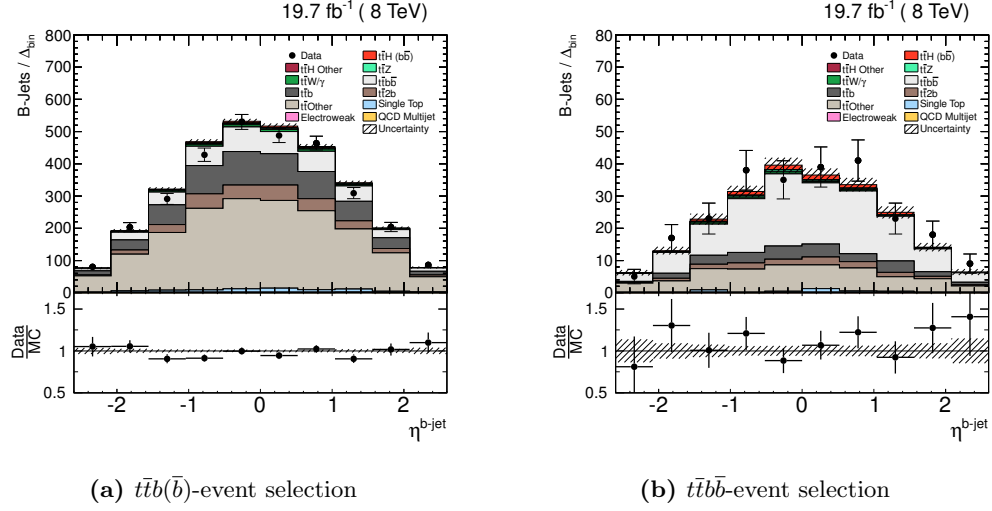 19.7 fb⁻¹ ( 8 TeV)
B-Jets / Δbin
800
700
600
500
400
300
200
100
0
Data
tt̄H (bb̄)
tt̄H Other
tt̄Z
tt̄W/γ
tt̄bb̄
tt̄b
tt̄2b
tt̄Other
Single Top
Electroweak
QCD Multijet
Uncertainty
Data
MC
1.5
1
0.5
-2
-1
0
1
2
η^b-jet
(a) tt̄b(b̄)-event selection
19.7 fb⁻¹ ( 8 TeV)
B-Jets / Δbin
80
70
60
50
40
30
20
10
0
Data
tt̄H (bb̄)
tt̄H Other
tt̄Z
tt̄W/γ
tt̄bb̄
tt̄b
tt̄2b
tt̄Other
Single Top
Electroweak
QCD Multijet
Uncertainty
Data
MC
1.5
1
0.5
-2
-1
0
1
2
η^b-jet
(b) tt̄bb̄-event selection